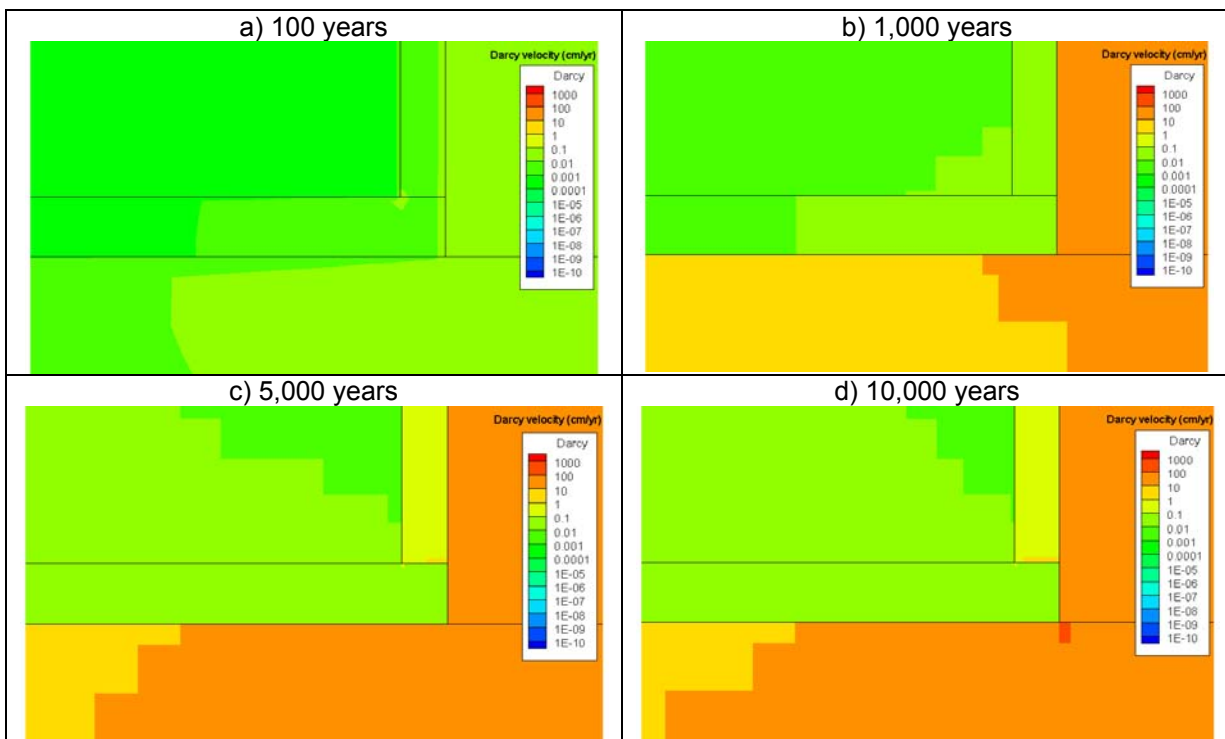 a) 100 years
Darcy velocity (cm/yr)
Darcy
1000
100
10
1
0.1
0.01
0.001
0.0001
1E-05
1E-06
1E-07
1E-08
1E-09
1E-10
b) 1,000 years
Darcy velocity (cm/yr)
Darcy
1000
100
10
1
0.1
0.01
0.001
0.0001
1E-05
1E-06
1E-07
1E-08
1E-09
1E-10
c) 5,000 years
Darcy velocity (cm/yr)
Darcy
1000
100
10
1
0.1
0.01
0.001
0.0001
1E-05
1E-06
1E-07
1E-08
1E-09
1E-10
d) 10,000 years
Darcy velocity (cm/yr)
Darcy
1000
100
10
1
0.1
0.01
0.001
0.0001
1E-05
1E-06
1E-07
1E-08
1E-09
1E-10